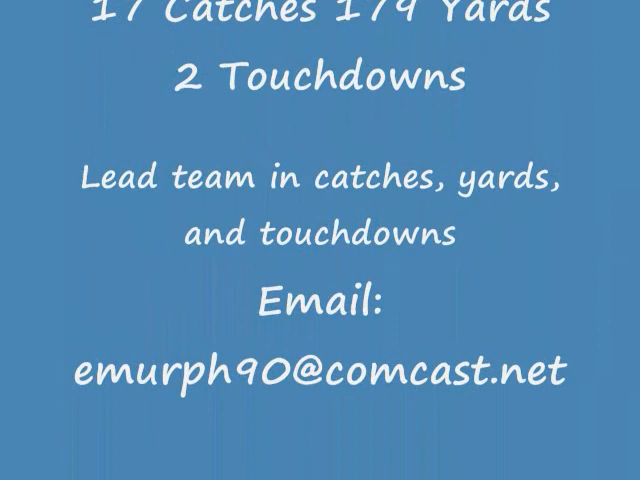 17 Catches 179 Yards
2 Touchdowns
Lead team in catches, yards,
and touchdowns
Email:
emurph90@comcast.net